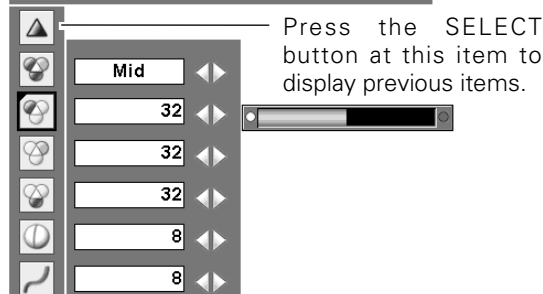 Press the SELECT
button at this item to
display previous items.
Mid
32
32
32
8
8